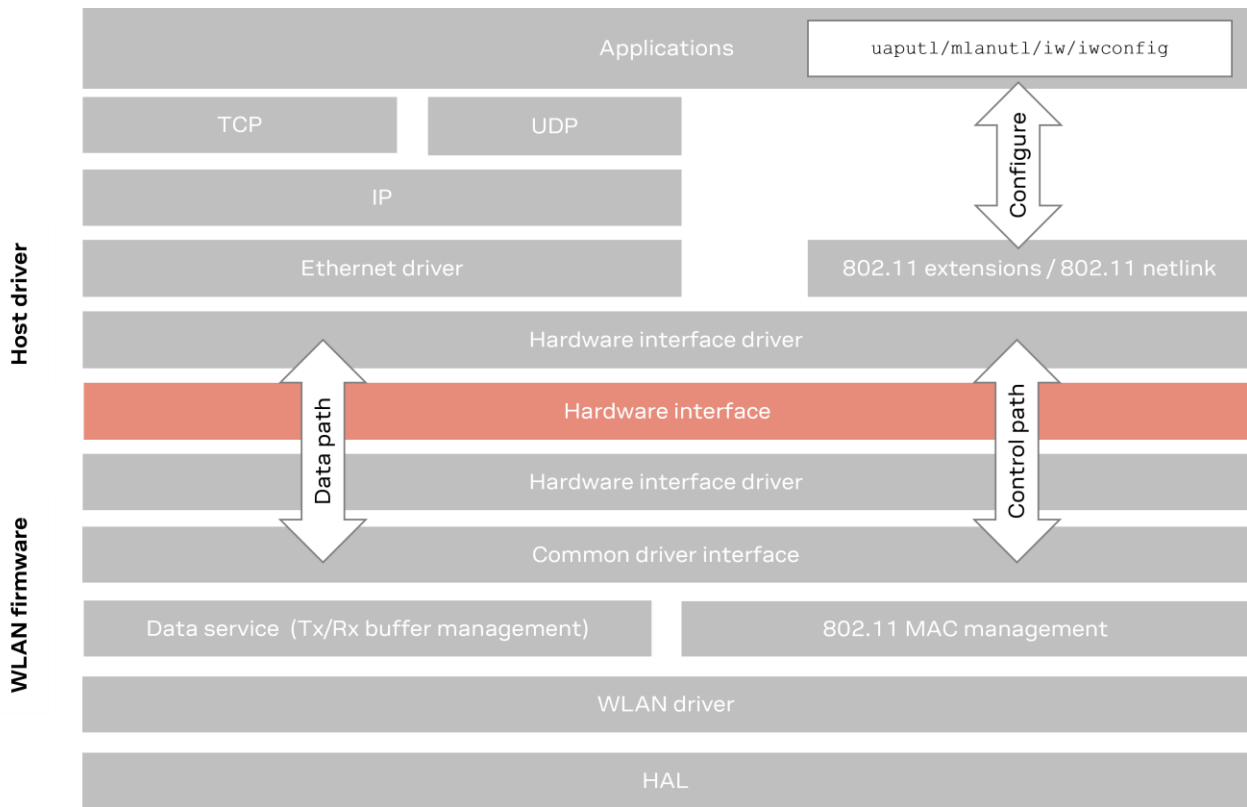 Applications
uaputl/mlanutl/iw/iwconfig
TCP
UDP
Configure
IP
Host driver
Ethernet driver
802.11 extensions / 802.11 netlink
Hardware interface driver
Hardware interface
Data path
Control path
Hardware interface driver
WLAN firmware
Common driver interface
Data service (Tx/Rx buffer management)
802.11 MAC management
WLAN driver
HAL